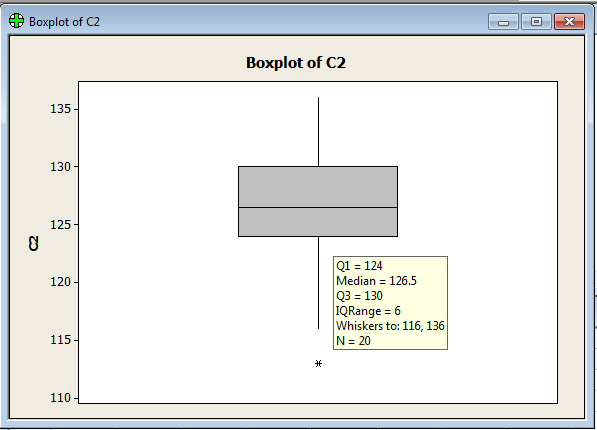 Boxplot of C2
Boxplot of C2
135
130
125
120
115
110
C2
Q1 = 124
Median = 126.5
Q3 = 130
IQRange = 6
Whiskers to: 116, 136
N = 20